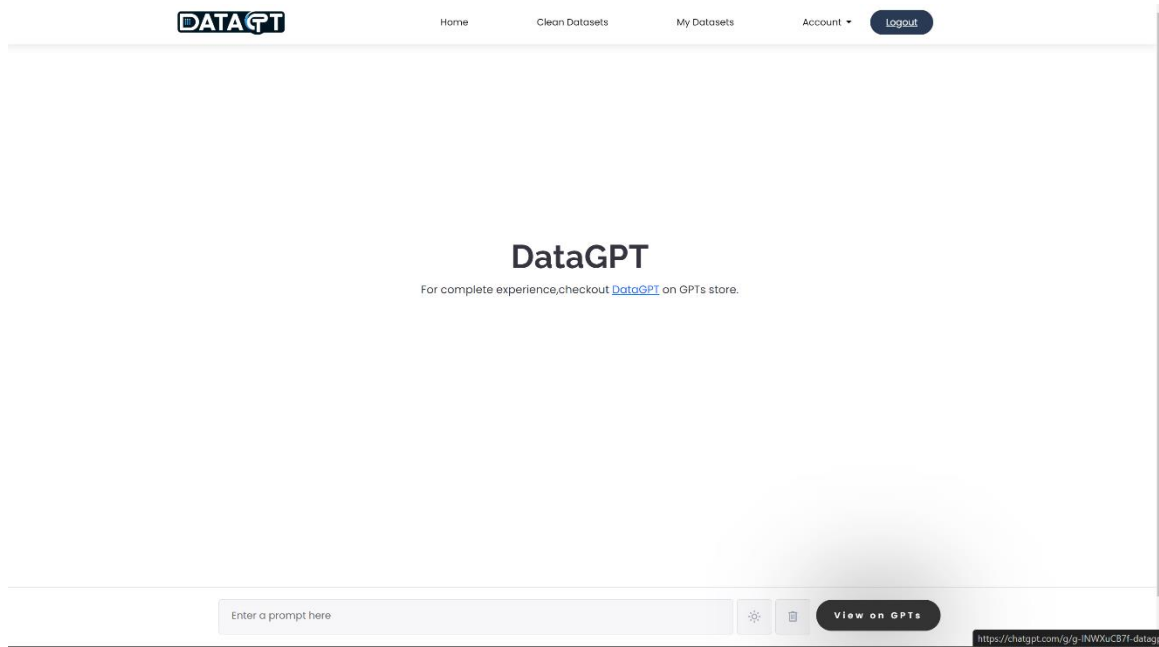 DATAGPT
Home Clean Datasets My Datasets Account Logout
DataGPT
For complete experience,checkout DataGPT on GPTs store.
Enter a prompt here
View on GPTs
https://chatgpt.com/g/g-INWXuCB7f-datag